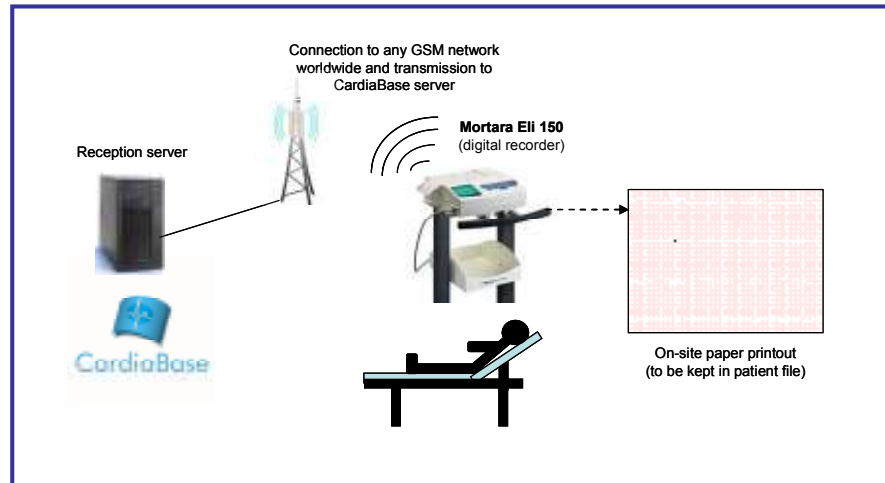 Connection to any GSM network
worldwide and transmission to
CardiaBase server
Mortara Eli 150
(digital recorder)
Reception server
CardiaBase
On-site paper printout
(to be kept in patient file)